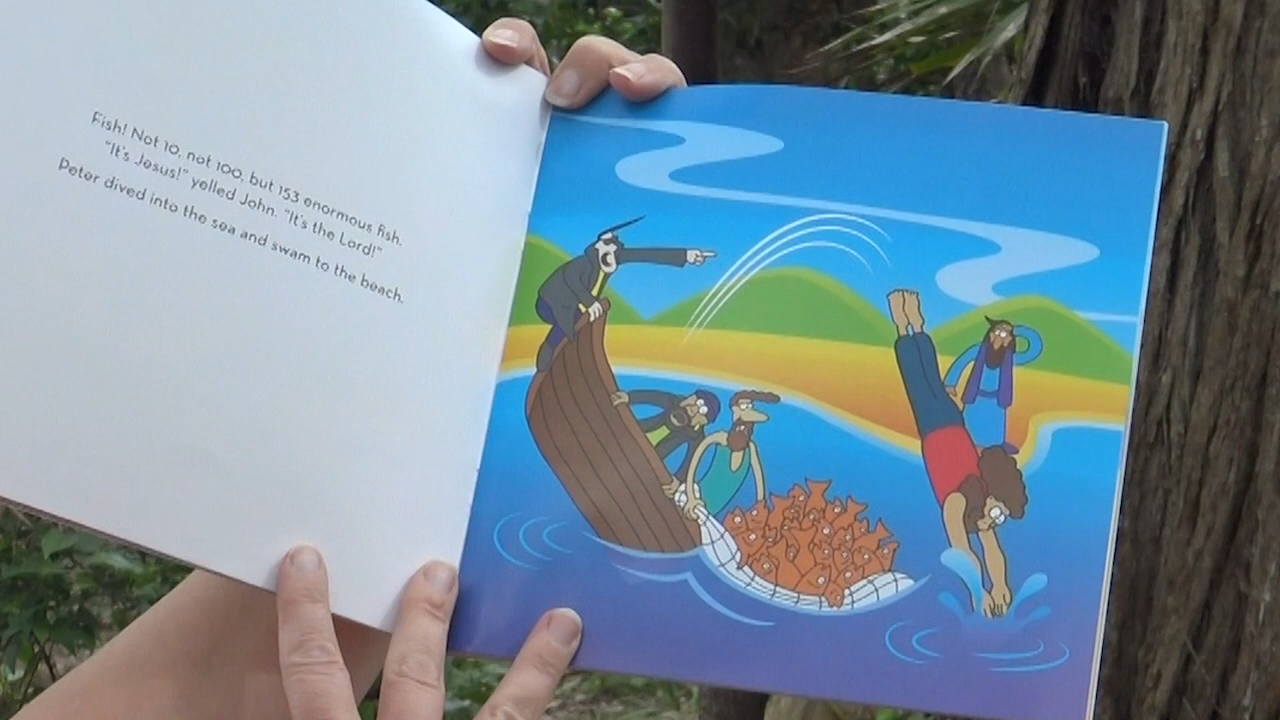 Fish! Not 10, not 100, but 153 enormous fish.
“It’s Jesus!” yelled John. “It’s the Lord!”
Peter dived into the sea and swam to the beach.